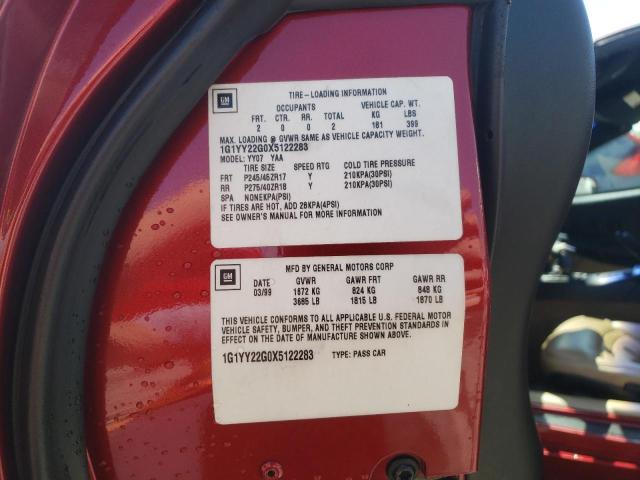 GM
TIRE-LOADING INFORMATION
OCCUPANTS VEHICLE CAP. WT.
FRT. CTR. RR. TOTAL KG LBS
2 0 0 2 181 399
MAX. LOADING @ GVWR SAME AS VEHICLE CAPACITY WEIGHT.
1G1YY22G0X5122283
MODEL: YY07 YAA
TIRE SIZE SPEED RTG COLD TIRE PRESSURE
FRT P245/45ZR17 Y 210KPA(30PSI)
RR P275/40ZR18 Y 210KPA(30PSI)
SPA NONEKPA(PSI)
IF TIRES ARE HOT, ADD 28KPA(4PSI)
SEE OWNER'S MANUAL FOR MORE INFORMATION
GM
MFD BY GENERAL MOTORS CORP
DATE GVWR GAWR FRT GAWR RR
03/99 1672 KG 824 KG 848 KG
3685 LB 1815 LB 1870 LB
THIS VEHICLE CONFORMS TO ALL APPLICABLE U.S. FEDERAL MOTOR
VEHICLE SAFETY, BUMPER, AND THEFT PREVENTION STANDARDS IN
EFFECT ON THE DATE OF MANUFACTURE SHOWN ABOVE.
1G1YY22G0X5122283 TYPE: PASS CAR